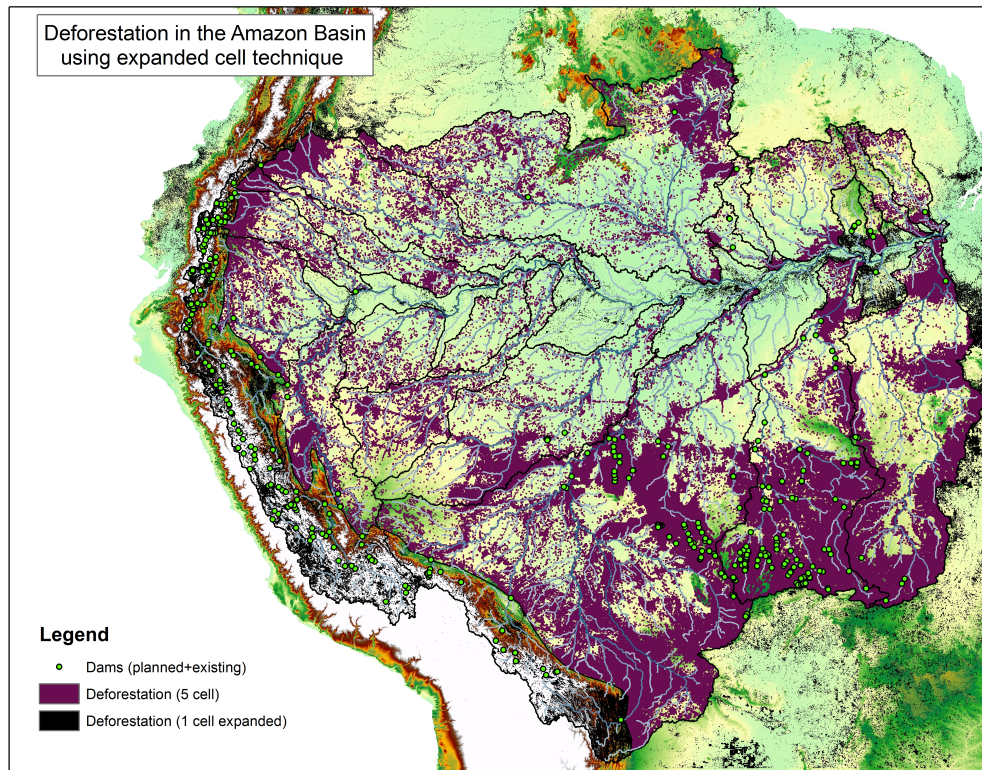 Deforestation in the Amazon Basin
using expanded cell technique
Legend
Dams (planned+existing)
Deforestation (5 cell)
Deforestation (1 cell expanded)